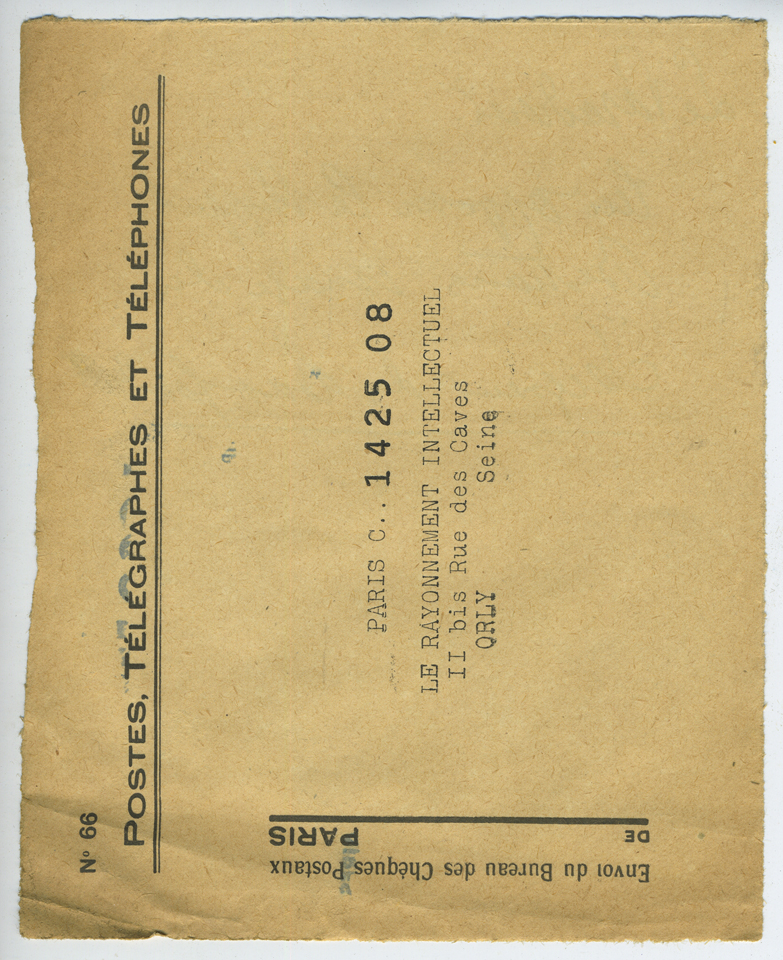 N° 66
POSTES, TÉLÉGRAPHES ET TÉLÉPHONES
PARIS C.. 1425 08
LE RAYONNEMENT INTELLECTUEL
II bis Rue des Caves
ORLY Seine
Envoi du Bureau des Chèques Postaux
DE PARIS